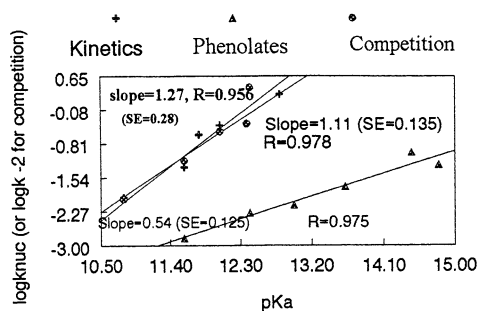 Kinetics Phenolates Competition
logknuc (or logk -2 for competition)
0.65
-0.08
-0.81
-1.54
-2.27
-3.00
slope=1.27, R=0.956
(SE=0.28)
Slope=1.11 (SE=0.135)
R=0.978
Slope=0.54 (SE=0.125)
R=0.975
10.50 11.40 12.30 13.20 14.10 15.00
pKa